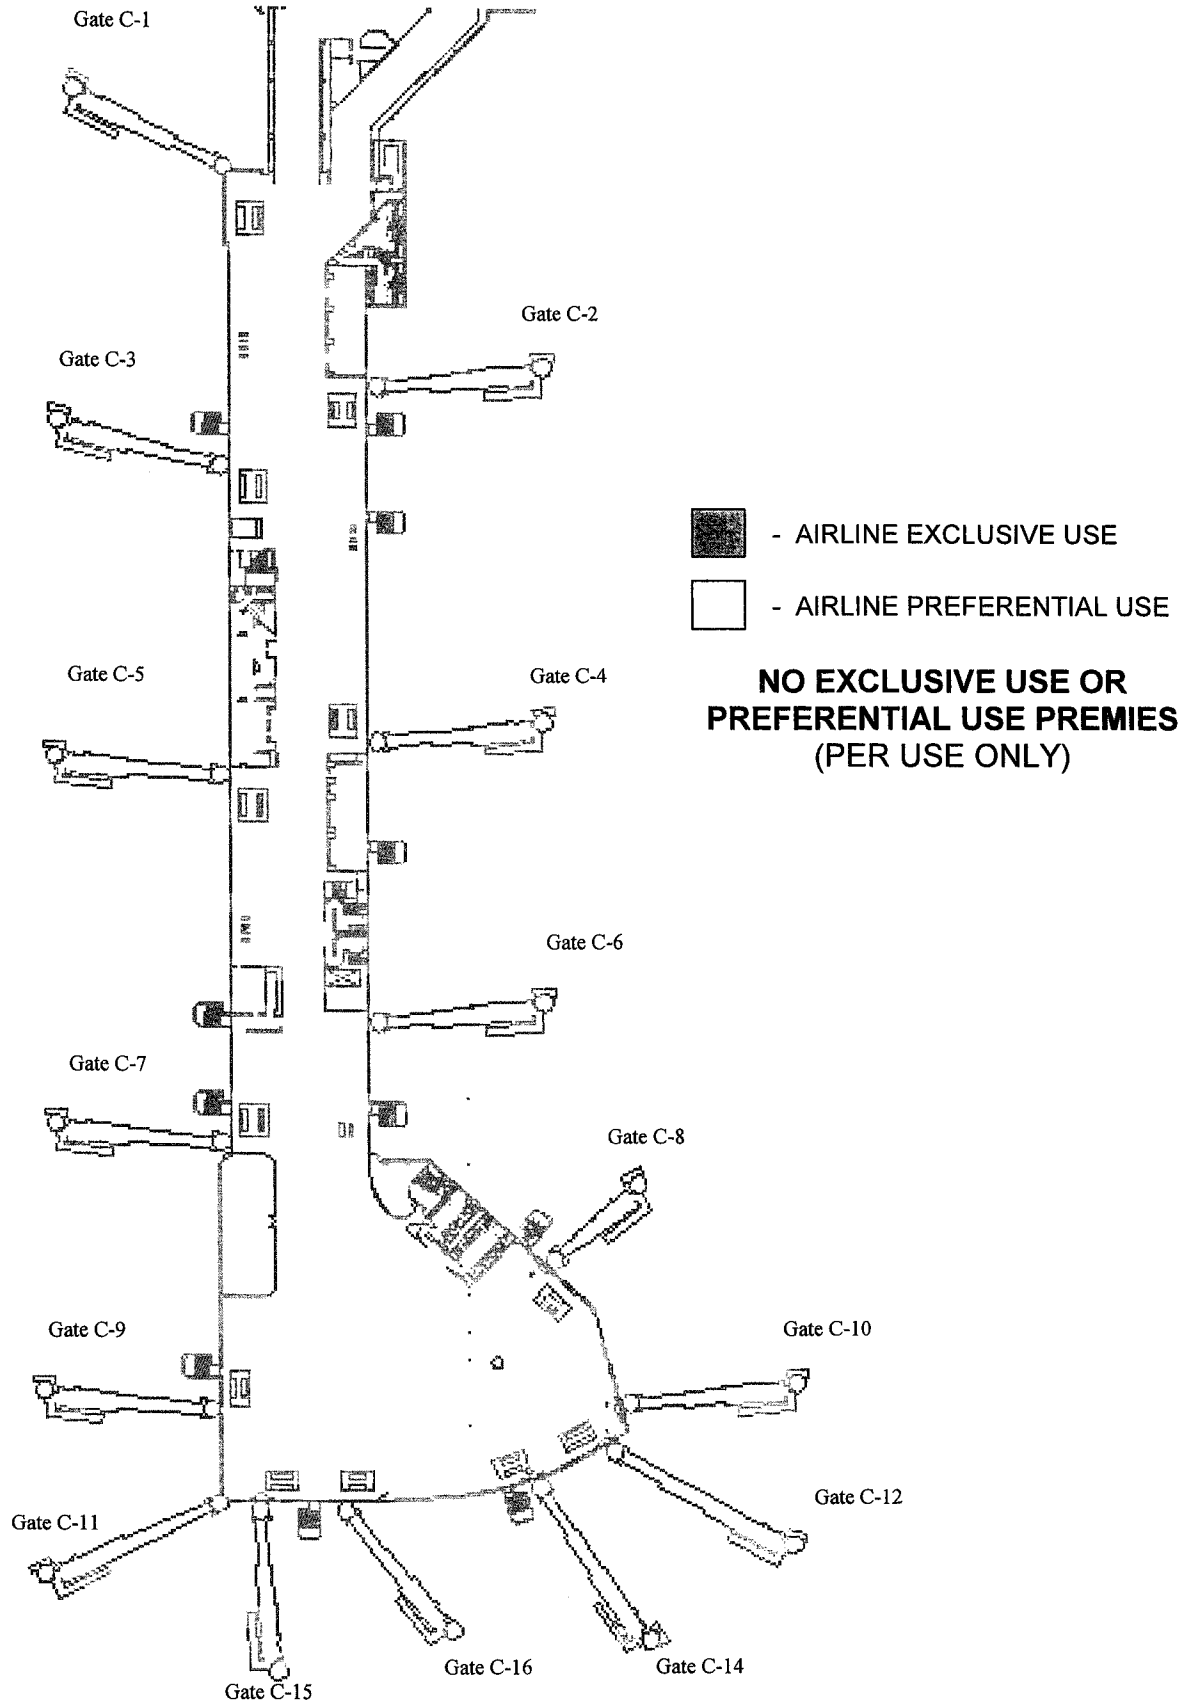 Gate C-1
Gate C-2
Gate C-3
- AIRLINE EXCLUSIVE USE
- AIRLINE PREFERENTIAL USE
Gate C-5
Gate C-4
NO EXCLUSIVE USE OR
PREFERENTIAL USE PREMIES
(PER USE ONLY)
Gate C-6
Gate C-7
Gate C-8
Gate C-9
Gate C-10
Gate C-12
Gate C-11
Gate C-16
Gate C-14
Gate C-15